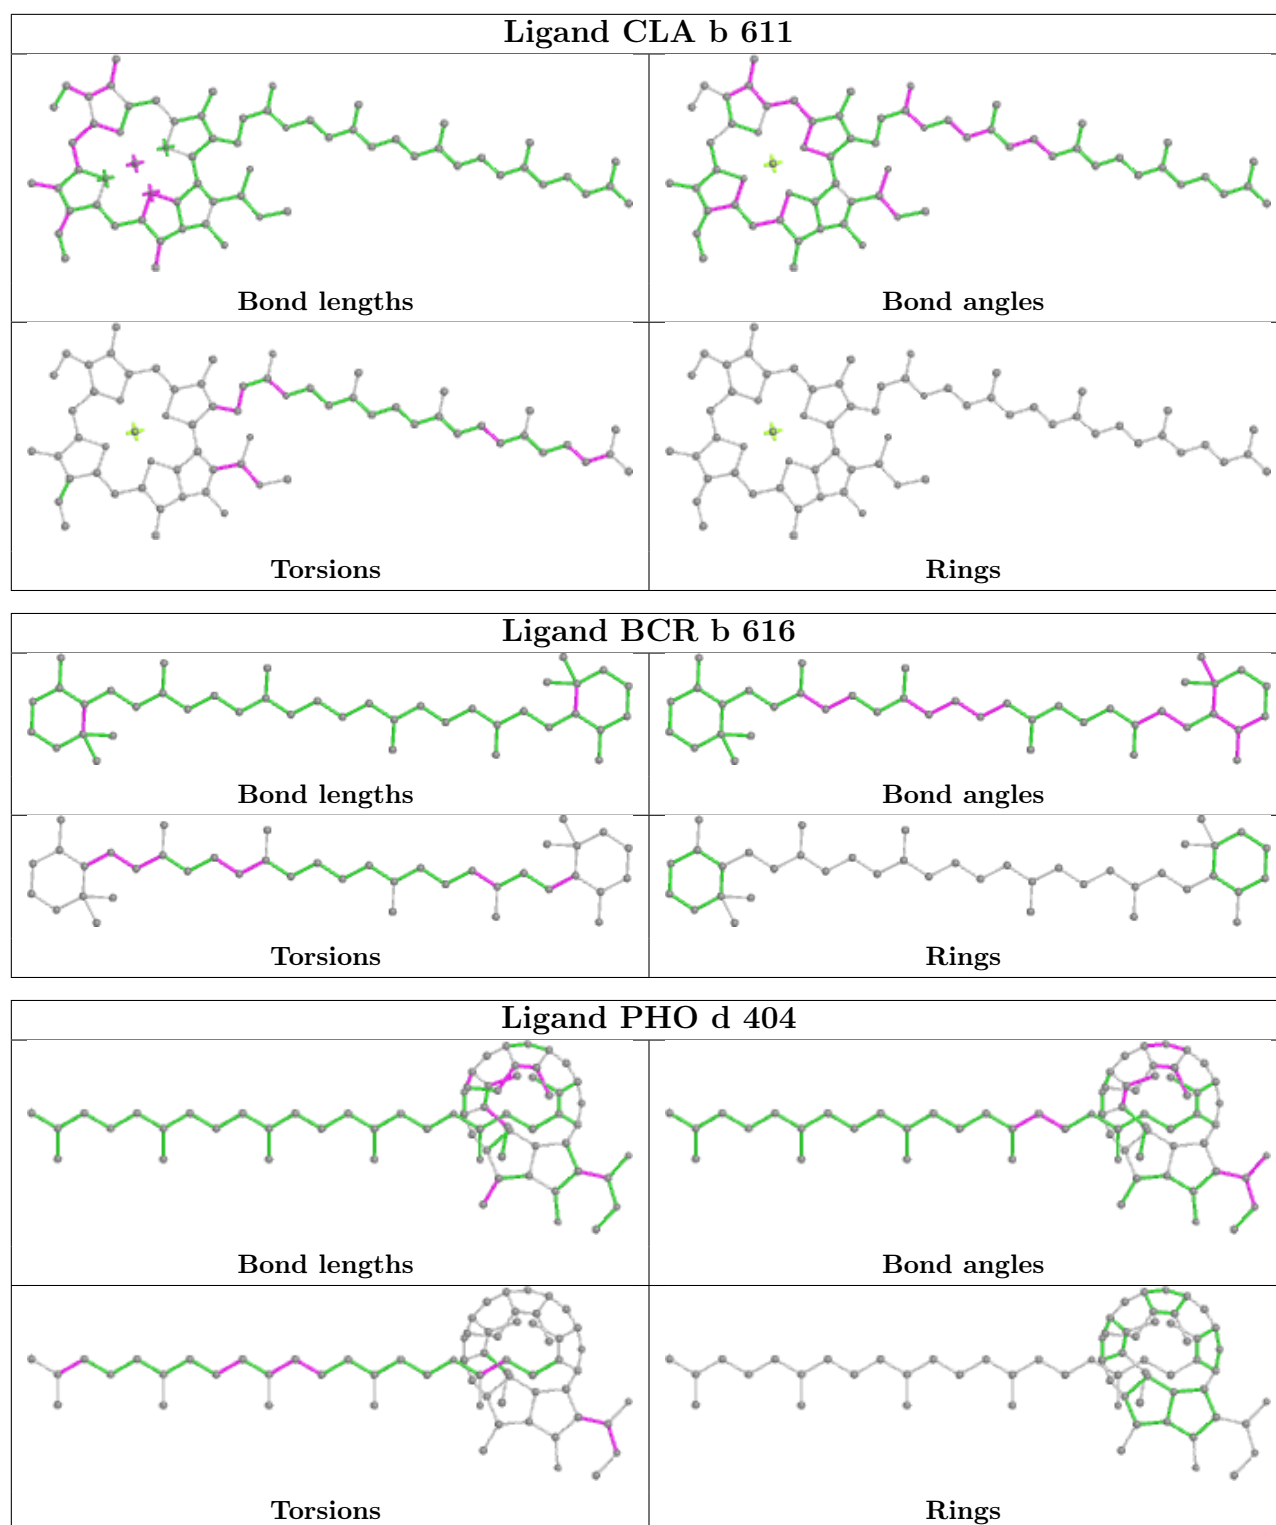 Ligand CLA b 611
Bond lengths
Bond angles
Torsions
Rings
Ligand BCR b 616
Bond lengths
Bond angles
Torsions
Rings
Ligand PHO d 404
Bond lengths
Bond angles
Torsions
Rings